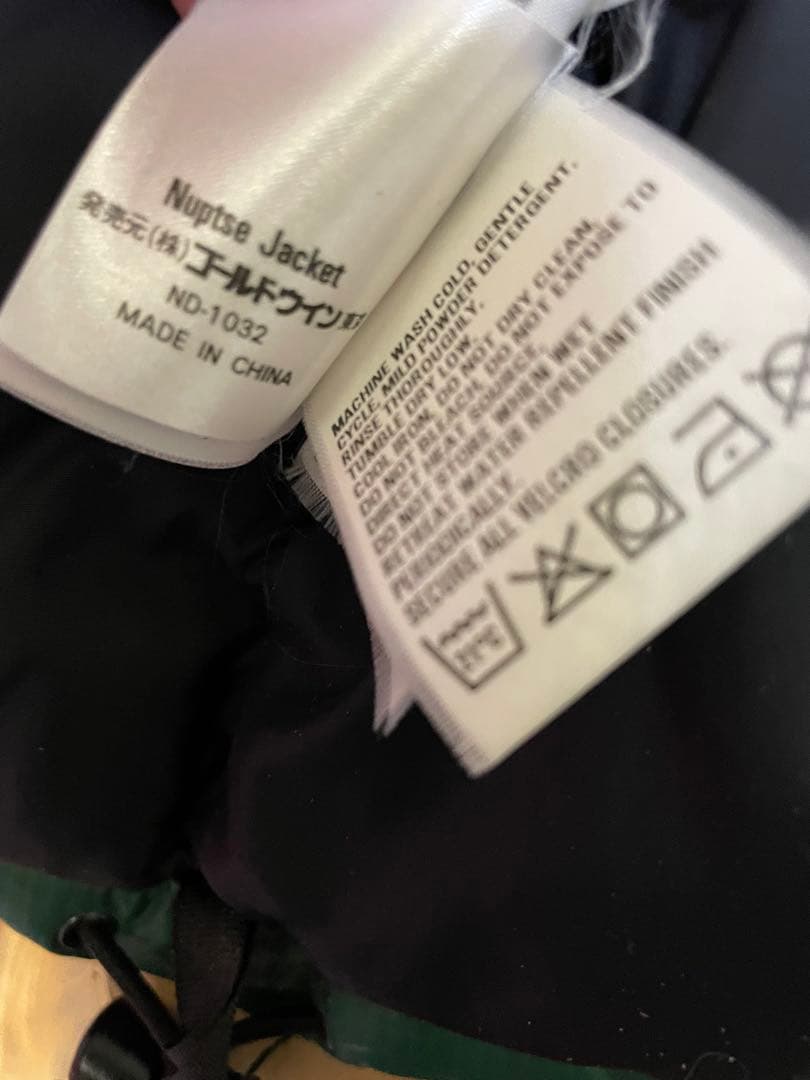 Nuptse Jacket
発売元(株)ゴールドウイン東京
ND-1032
MADE IN CHINA
MACHINE WASH COLD, GENTLE
CYCLE, MILD POWDER DETERGENT.
RINSE THOROUGHLY.
TUMBLE DRY LOW.
COOL IRON. DO NOT DRY CLEAN.
DO NOT BLEACH. DO NOT EXPOSE TO
DIRECT HEAT SOURCE.
DO NOT STORE WHEN WET
RETREAT WATER REPELLENT FINISH
PERIODICALLY.
SECURE ALL VELCRO CLOSURES.